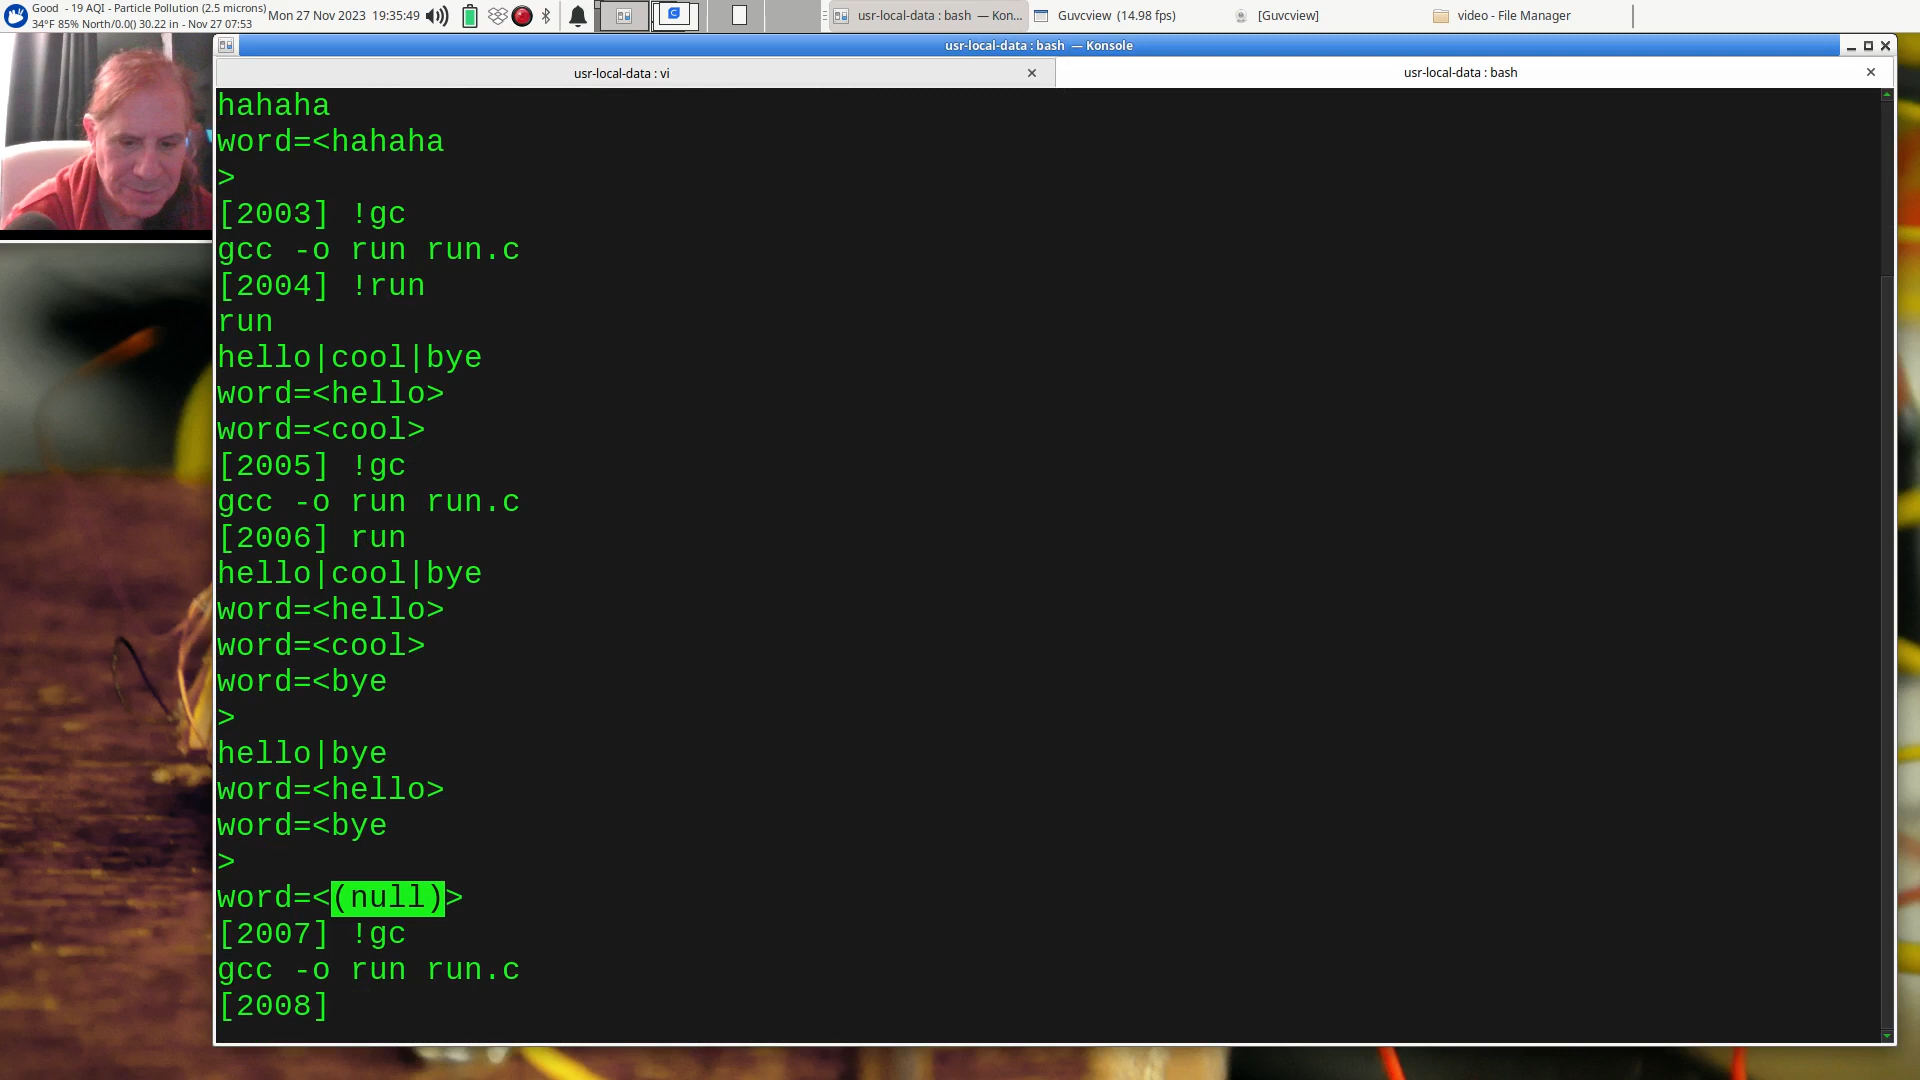 Good - 19 AQI - Particle Pollution (2.5 microns)
34°F 85% North/0.0() 30.22 in - Nov 27 07:53
Mon 27 Nov 2023 19:35:49
usr-local-data : bash — Kon...
Guvcview (14.98 fps)
[Guvcview]
video - File Manager
usr-local-data : bash — Konsole
usr-local-data : vi
usr-local-data : bash
hahaha
word=<hahaha
>
[2003] !gc
gcc -o run run.c
[2004] !run
run
hello|cool|bye
word=<hello>
word=<cool>
[2005] !gc
gcc -o run run.c
[2006] run
hello|cool|bye
word=<hello>
word=<cool>
word=<bye
>
hello|bye
word=<hello>
word=<bye
>
word=<(null)>
[2007] !gc
gcc -o run run.c
[2008]